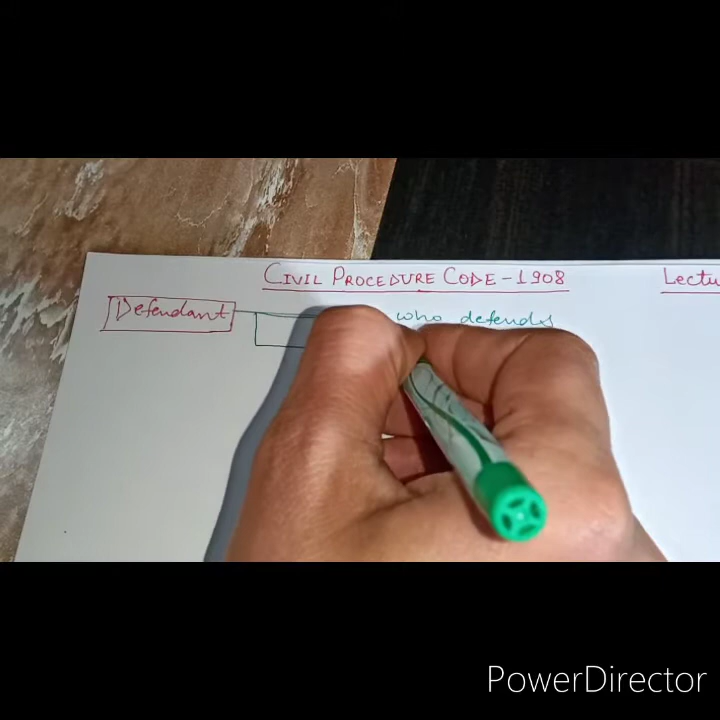 CIVIL PROCEDURE CODE-1908
Lectu
Defendant
who defends
PowerDirector